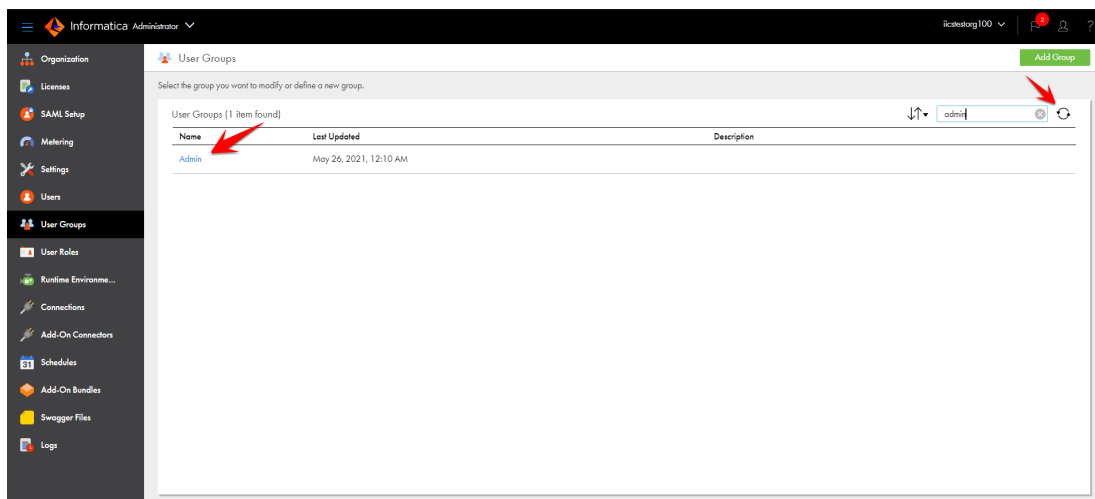 Informatica Administrator
iicstestorg100
2
?
Organization
Licenses
SAML Setup
Metering
Settings
Users
User Groups
User Roles
Runtime Environme...
Connections
Add-On Connectors
31 Schedules
Add-On Bundles
Swagger Files
Logs
User Groups
Add Group
Select the group you want to modify or define a new group.
User Groups (1 item found)
admin
Name Last Updated Description
Admin May 26, 2021, 12:10 AM